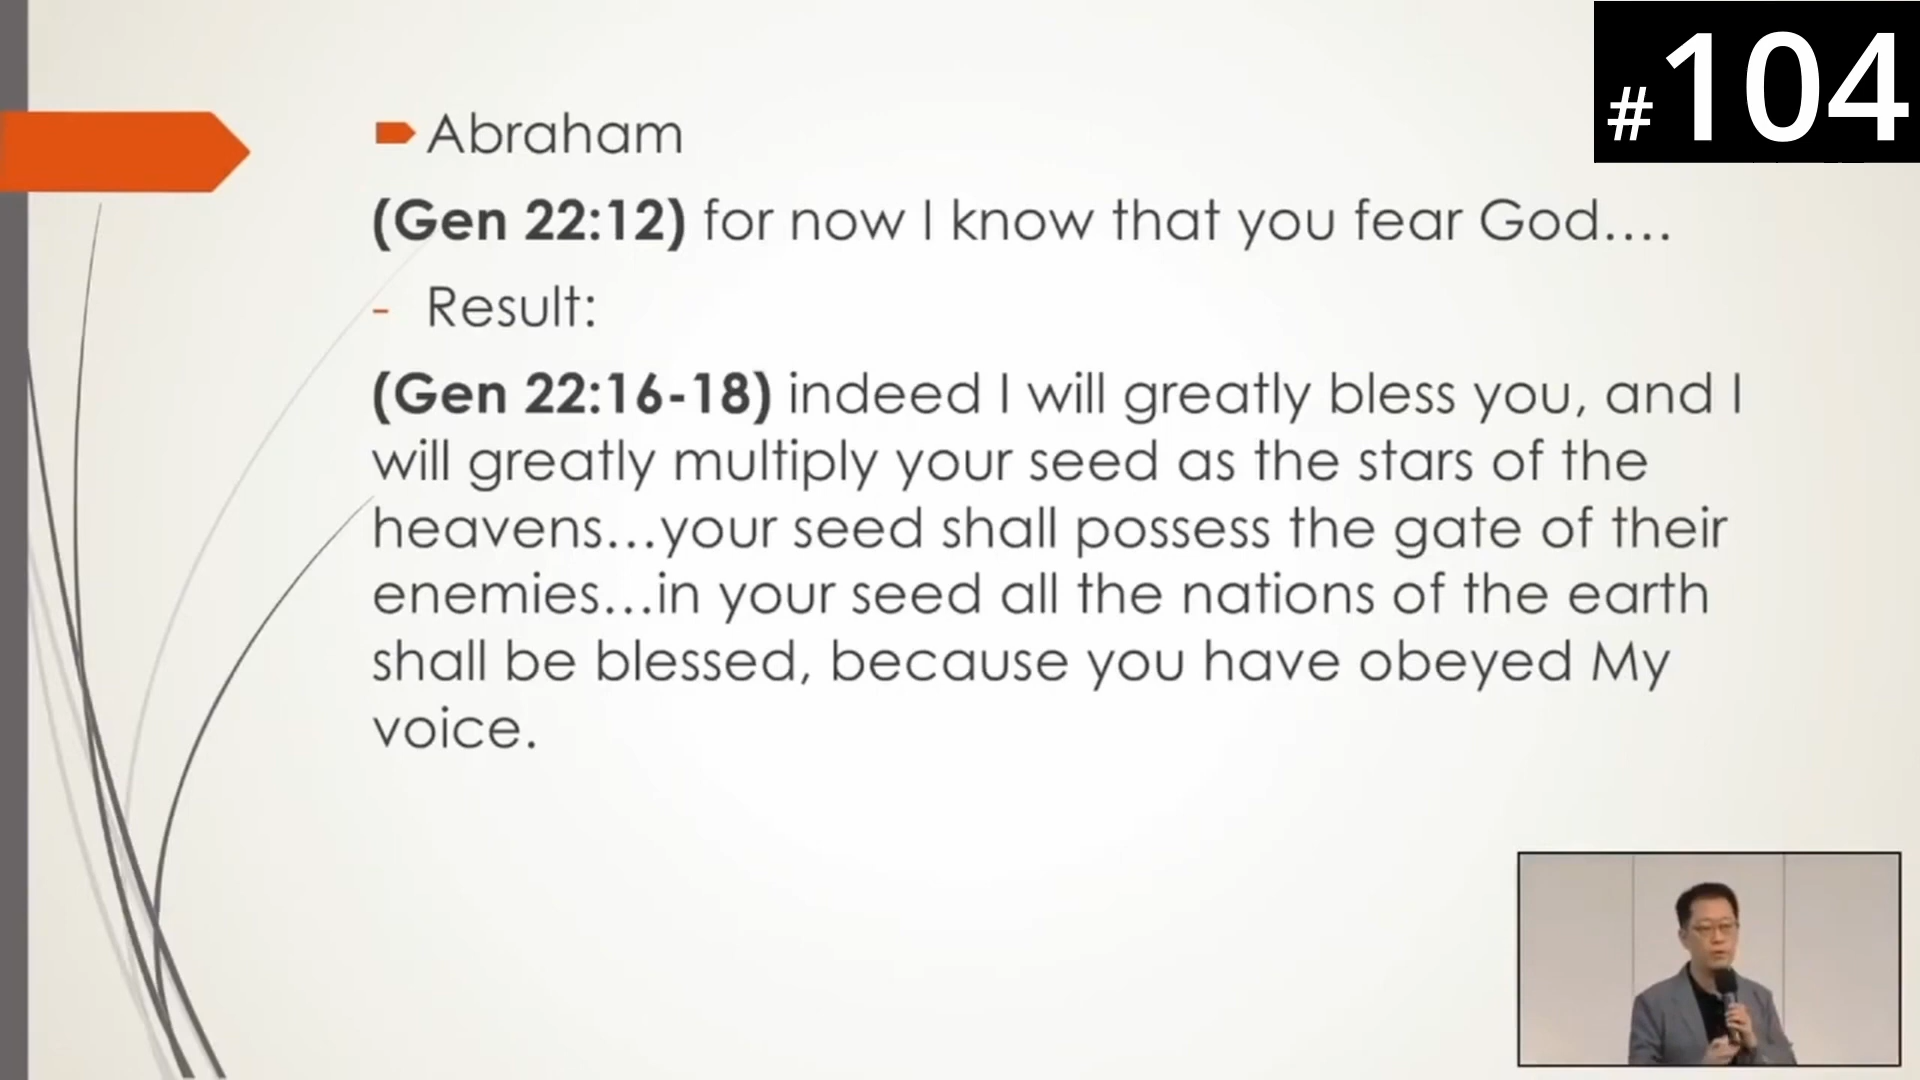 #104
Abraham
(Gen 22:12) for now I know that you fear God....
- Result:
(Gen 22:16-18) indeed I will greatly bless you, and I
will greatly multiply your seed as the stars of the
heavens...your seed shall possess the gate of their
enemies...in your seed all the nations of the earth
shall be blessed, because you have obeyed My
voice.